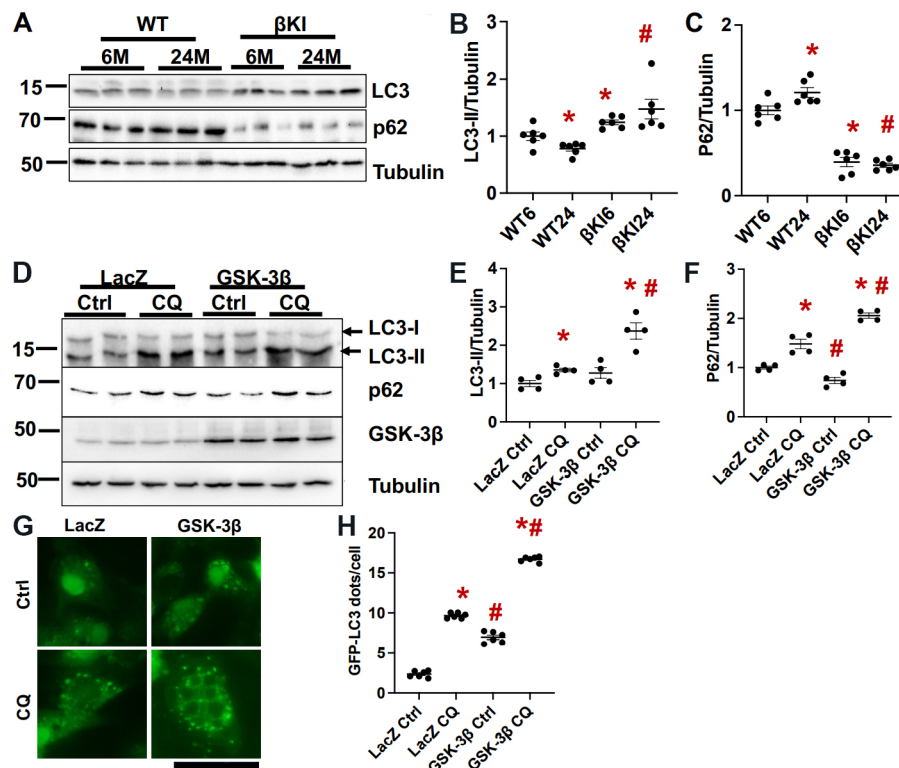 A
WT
βKI
6M 24M 6M 24M
15
LC3
70
p62
50
Tubulin
B
LC3-II/Tubulin
3
2
1
0
*
*
#
WT6
WT24
βKI6
βKI24
C
P62/Tubulin
2
1
0
*
*
#
WT6
WT24
βKI6
βKI24
D
LacZ
GSK-3β
Ctrl CQ Ctrl CQ
LC3-I
15
LC3-II
70
p62
50
GSK-3β
50
Tubulin
E
LC3-II/Tubulin
4
3
2
1
0
*
* #
LacZ Ctrl
LacZ CQ
GSK-3β Ctrl
GSK-3β CQ
F
P62/Tubulin
3
2
1
0
*
#
* #
LacZ Ctrl
LacZ CQ
GSK-3β Ctrl
GSK-3β CQ
G
LacZ
GSK-3β
Ctrl
CQ
H
GFP-LC3 dots/cell
20
15
10
5
0
*
#
*#
LacZ Ctrl
LacZ CQ
GSK-3β Ctrl
GSK-3β CQ